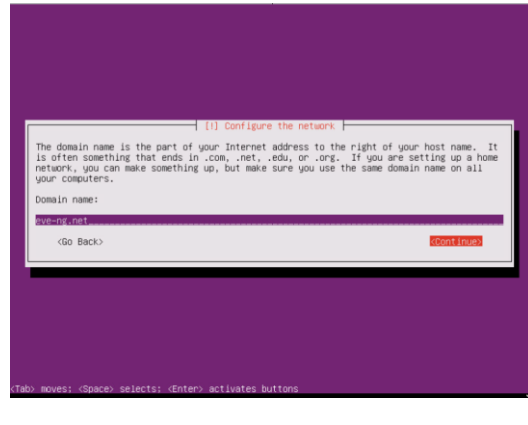 [!] Configure the network
The domain name is the part of your Internet address to the right of your host name. It
is often something that ends in .com, .net, .edu, or .org. If you are setting up a home
network, you can make something up, but make sure you use the same domain name on all
your computers.
Domain name:
eve-ng.net
<Go Back> <Continue>
<Tab> moves; <Space> selects; <Enter> activates buttons